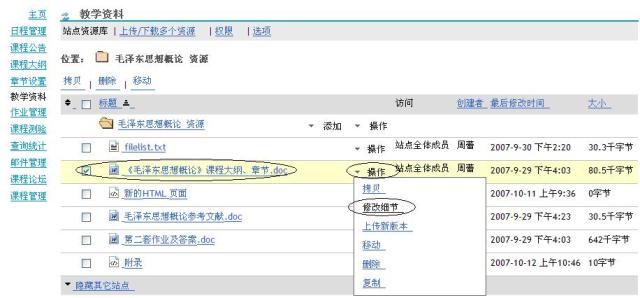 主页
日程管理
课程公告
课程大纲
章节设置
教学资料
作业管理
课程测验
查询统计
邮件管理
课程论坛
课程管理
教学资料
站点资源库 | 上传/下载多个资源 | 权限 | 选项
位置： 毛泽东思想概论 资源
拷贝 | 删除 | 移动
标题 访问 创建者 最后修改时间 大小
毛泽东思想概论 资源 添加 操作
filelist.txt 操作 站点全体成员 周蔷 2007-9-30 下午2:20 30.3千字节
《毛泽东思想概论》课程大纲、章节.doc 操作 站点全体成员 周蔷 2007-9-29 下午4:03 80.5千字节
新的HTML 页面 2007-10-11 上午9:36 0字节
毛泽东思想概论参考文献.doc 2007-9-29 下午4:23 30.5千字节
第二套作业及答案.doc 2007-9-29 下午4:03 642千字节
附录 2007-10-12 上午10:46 10字节
拷贝
修改细节
上传新版本
移动
删除
复制
隐藏其它站点